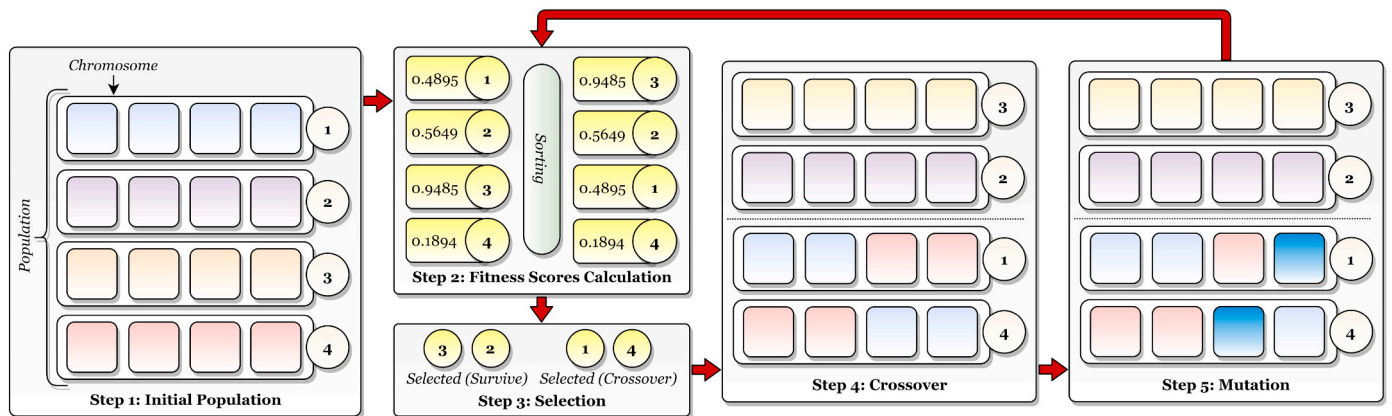 Chromosome
Population
1
2
3
4
Step 1: Initial Population
0.4895 1
0.5649 2
0.9485 3
0.1894 4
Sorting
0.9485 3
0.5649 2
0.4895 1
0.1894 4
Step 2: Fitness Scores Calculation
3 2
Selected (Survive)
1 4
Selected (Crossover)
Step 3: Selection
3
2
1
4
Step 4: Crossover
3
2
1
4
Step 5: Mutation